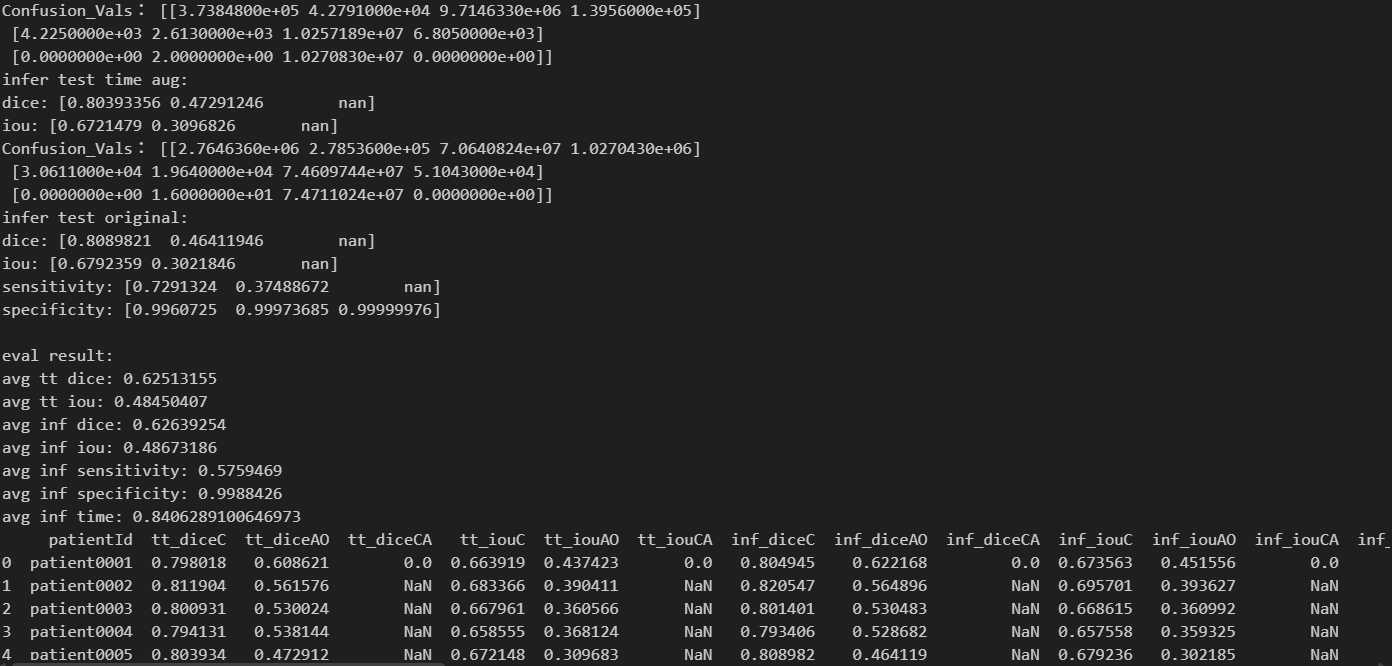 Confusion_Vals： [[3.7384800e+05 4.2791000e+04 9.7146330e+06 1.3956000e+05]
 [4.2250000e+03 2.6130000e+03 1.0257189e+07 6.8050000e+03]
 [0.0000000e+00 2.0000000e+00 1.0270830e+07 0.0000000e+00]]
infer test time aug:
dice: [0.80393356 0.47291246        nan]
iou: [0.6721479 0.3096826       nan]
Confusion_Vals： [[2.7646360e+06 2.7853600e+05 7.0640824e+07 1.0270430e+06]
 [3.0611000e+04 1.9640000e+04 7.4609744e+07 5.1043000e+04]
 [0.0000000e+00 1.6000000e+01 7.4711024e+07 0.0000000e+00]]
infer test original:
dice: [0.8089821  0.46411946        nan]
iou: [0.6792359 0.3021846       nan]
sensitivity: [0.7291324  0.37488672        nan]
specificity: [0.9960725  0.99973685 0.99999976]
eval result:
avg tt dice: 0.62513155
avg tt iou: 0.48450407
avg inf dice: 0.62639254
avg inf iou: 0.48673186
avg inf sensitivity: 0.5759469
avg inf specificity: 0.9988426
avg inf time: 0.8406289100646973
     patientId  tt_diceC  tt_diceAO  tt_diceCA   tt_iouC  tt_iouAO  tt_iouCA  inf_diceC  inf_diceAO  inf_diceCA  inf_iouC  inf_iouAO  inf_iouCA  inf_
0  patient0001  0.798018   0.608621        0.0  0.663919  0.437423       0.0   0.804945    0.622168         0.0  0.673563   0.451556        0.0
1  patient0002  0.811904   0.561576        NaN  0.683366  0.390411       NaN   0.820547    0.564896         NaN  0.695701   0.393627        NaN
2  patient0003  0.800931   0.530024        NaN  0.667961  0.360566       NaN   0.801401    0.530483         NaN  0.668615   0.360992        NaN
3  patient0004  0.794131   0.538144        NaN  0.658555  0.368124       NaN   0.793406    0.528682         NaN  0.657558   0.359325        NaN
4  patient0005  0.803934   0.472912        NaN  0.672148  0.309683       NaN   0.808982    0.464119         NaN  0.679236   0.302185        NaN